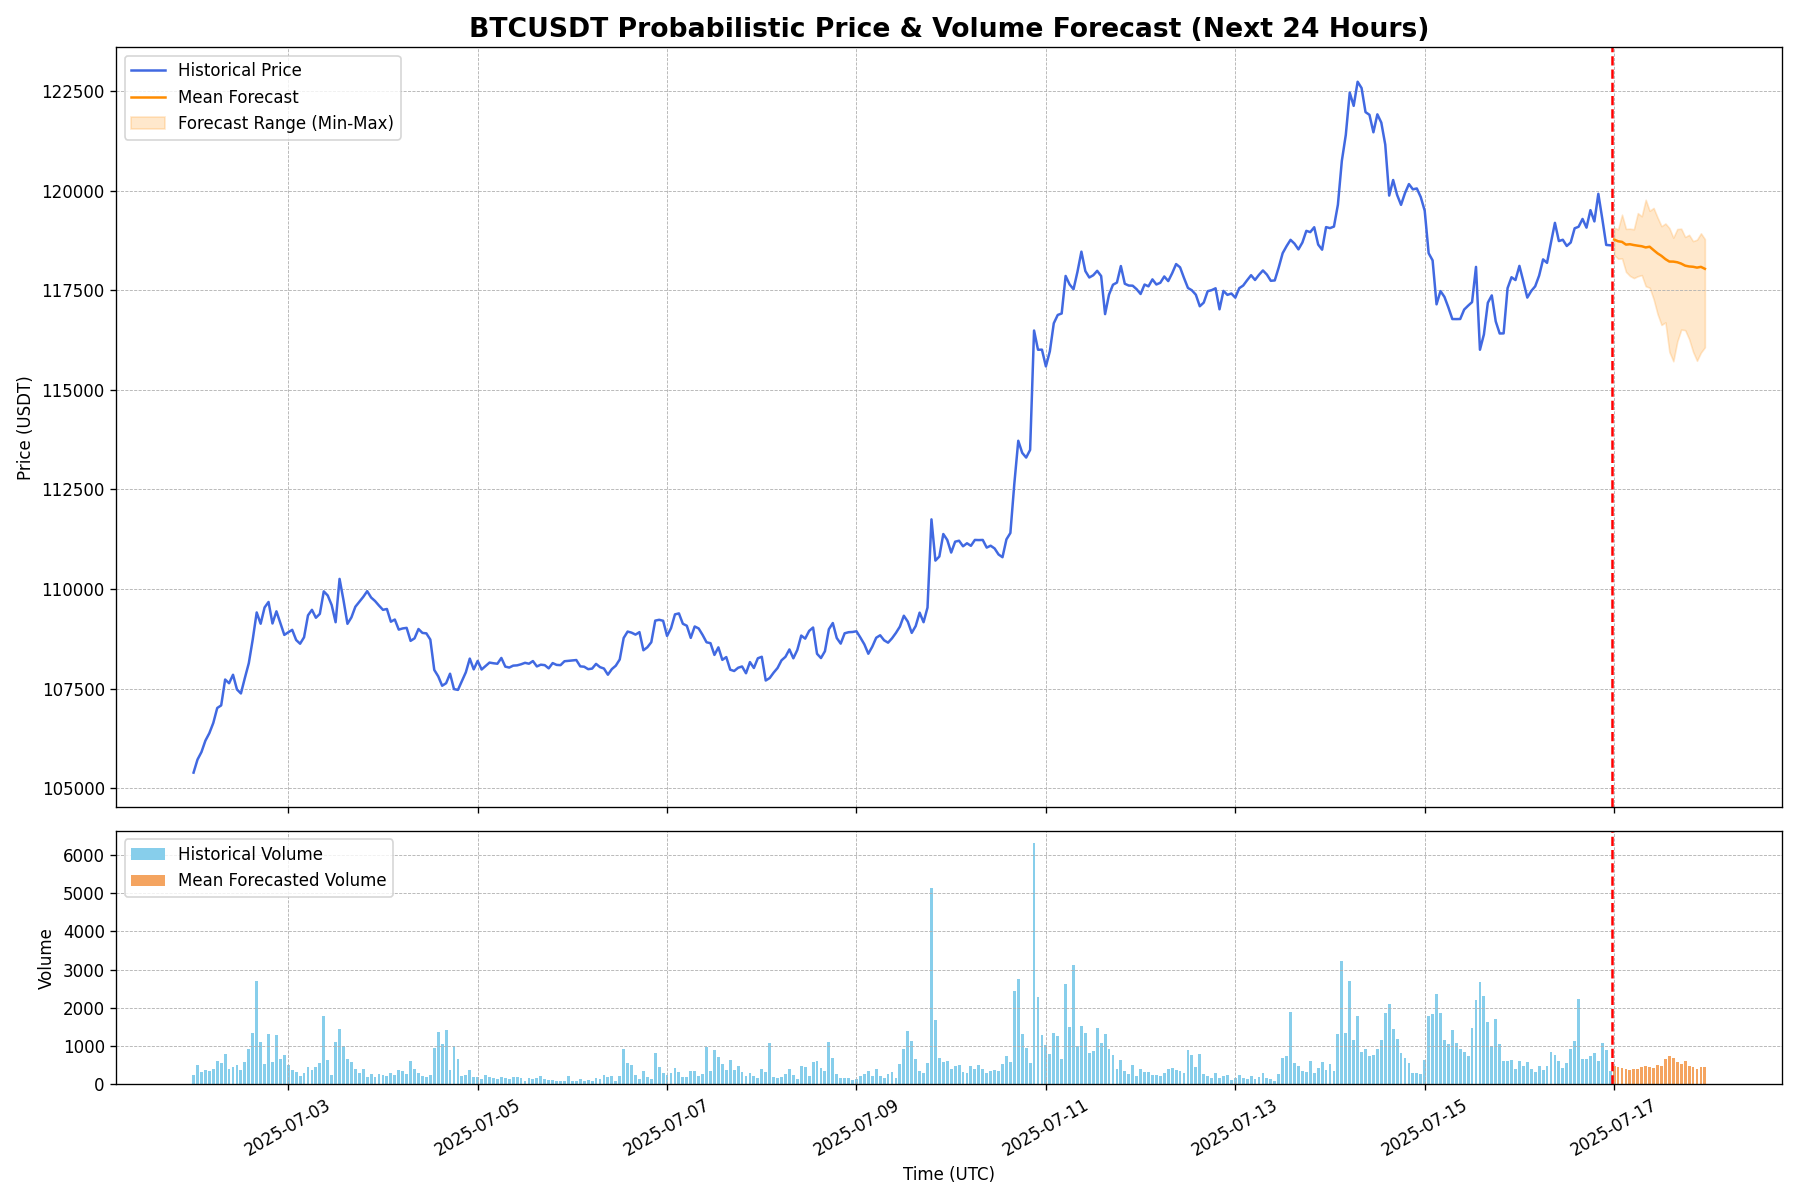 BTCUSDT Probabilistic Price & Volume Forecast (Next 24 Hours)
Historical Price
Mean Forecast
Forecast Range (Min-Max)
122500
120000
117500
115000
112500
110000
107500
105000
Price (USDT)
Historical Volume
Mean Forecasted Volume
6000
5000
4000
3000
2000
1000
0
Volume
2025-07-03
2025-07-05
2025-07-07
2025-07-09
2025-07-11
2025-07-13
2025-07-15
2025-07-17
Time (UTC)